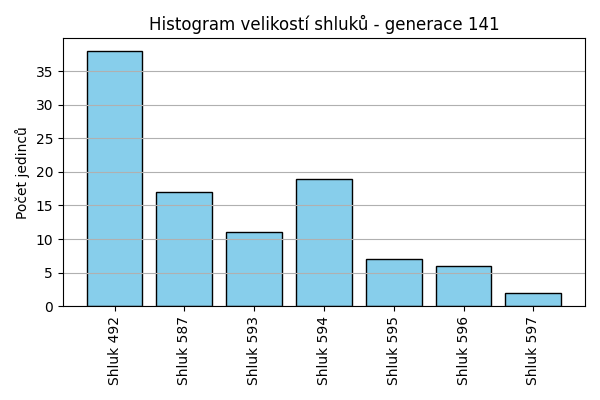 Histogram velikostí shluků - generace 141
Počet jedinců
35
30
25
20
15
10
5
0
Shluk 492
Shluk 587
Shluk 593
Shluk 594
Shluk 595
Shluk 596
Shluk 597